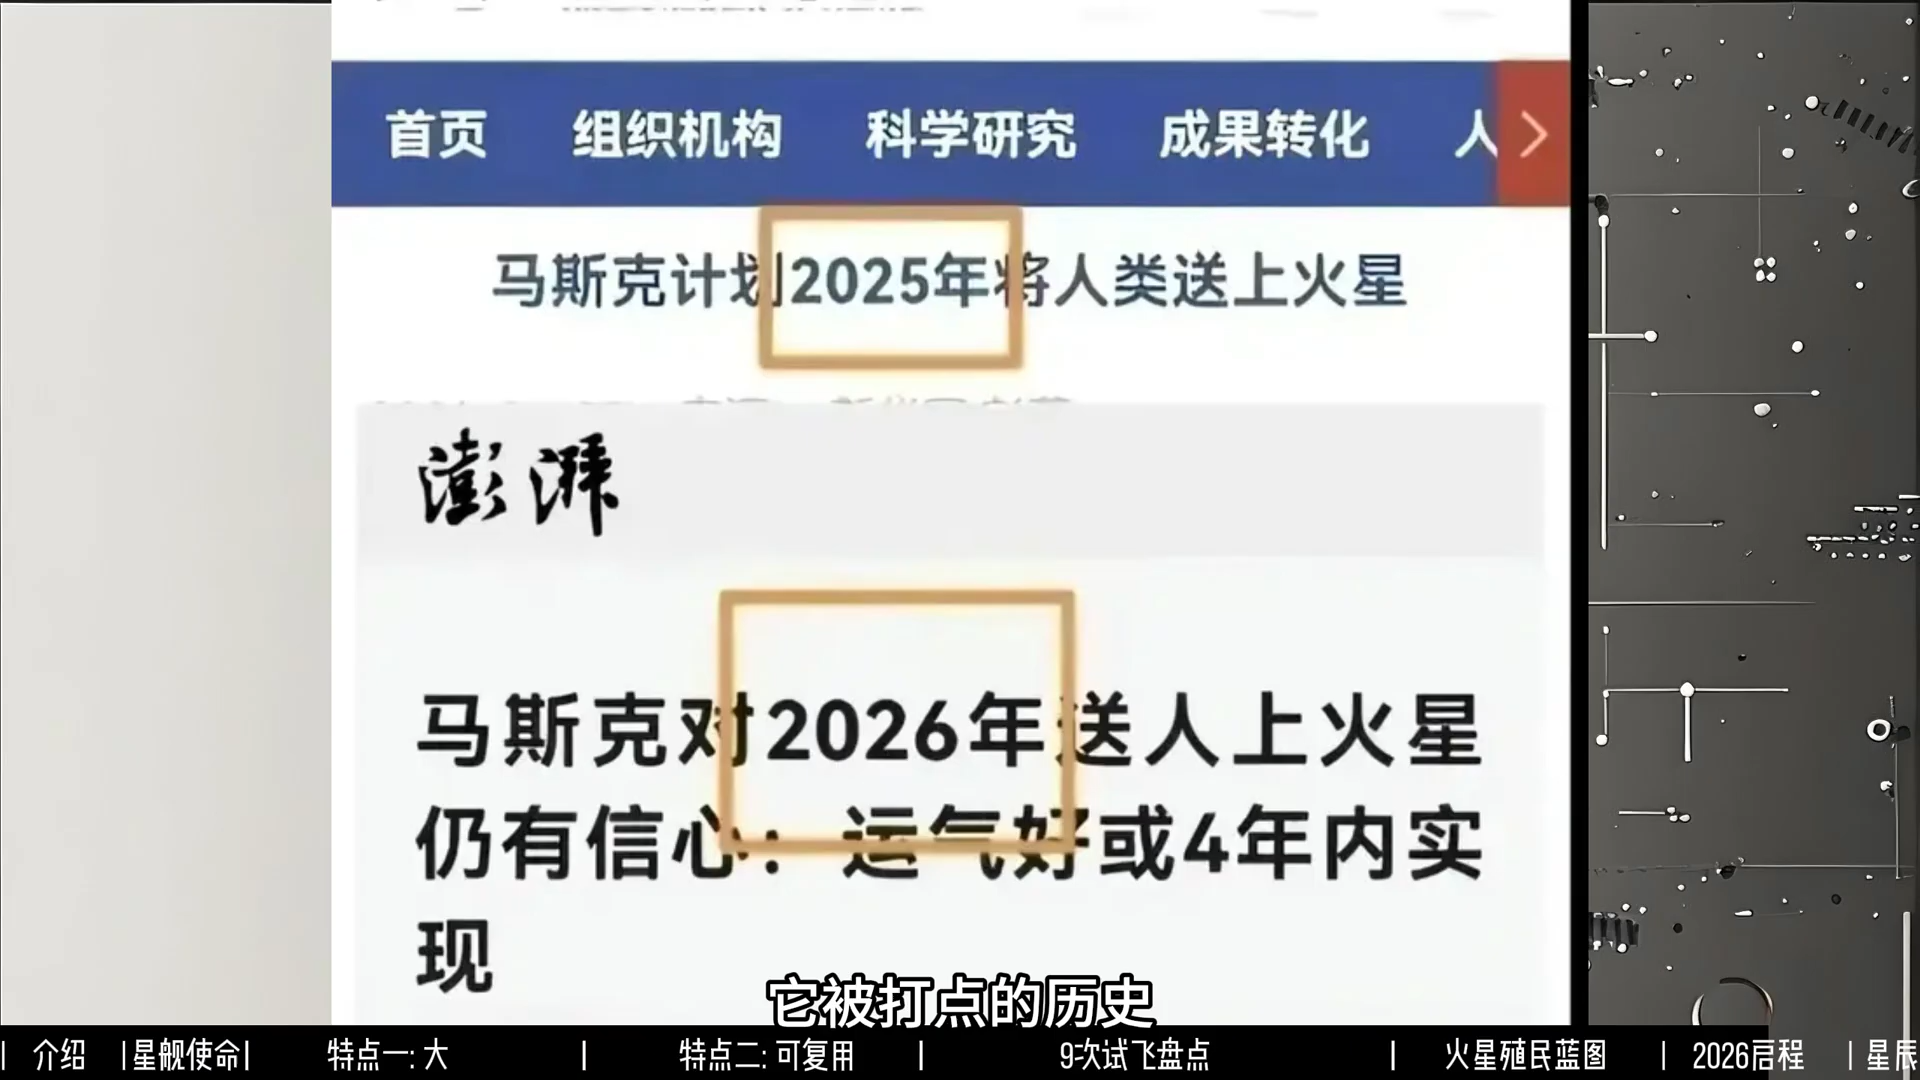 首页 组织机构 科学研究 成果转化 人
马斯克计划2025年将人类送上火星
澎湃
马斯克对2026年送人上火星
仍有信心：运气好或4年内实
现
它被打点的历史
介绍 | 星舰使命 | 特点一: 大 | 特点二: 可复用 | 9次试飞盘点 | 火星殖民蓝图 | 2026启程 | 星辰